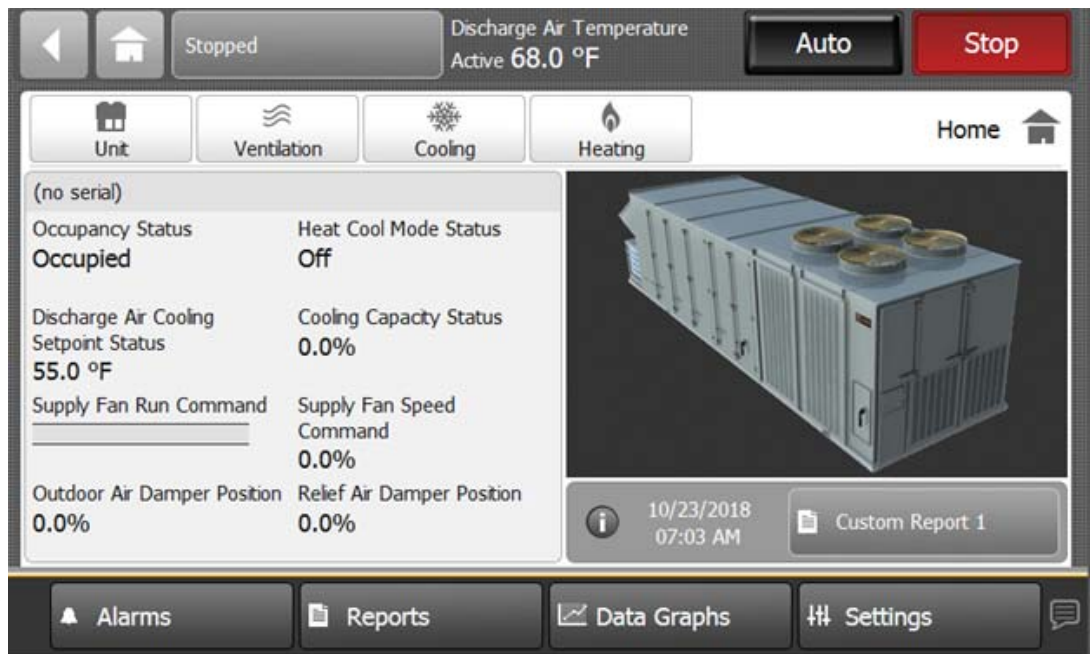 Stopped
Discharge Air Temperature
Active 68.0 °F
Auto
Stop
Unit
Ventilation
Cooling
Heating
Home
(no serial)
Occupancy Status
Occupied
Heat Cool Mode Status
Off
Discharge Air Cooling
Setpoint Status
55.0 °F
Cooling Capacity Status
0.0%
Supply Fan Run Command
Supply Fan Speed
Command
0.0%
Outdoor Air Damper Position
0.0%
Relief Air Damper Position
0.0%
10/23/2018
07:03 AM
Custom Report 1
Alarms
Reports
Data Graphs
Settings